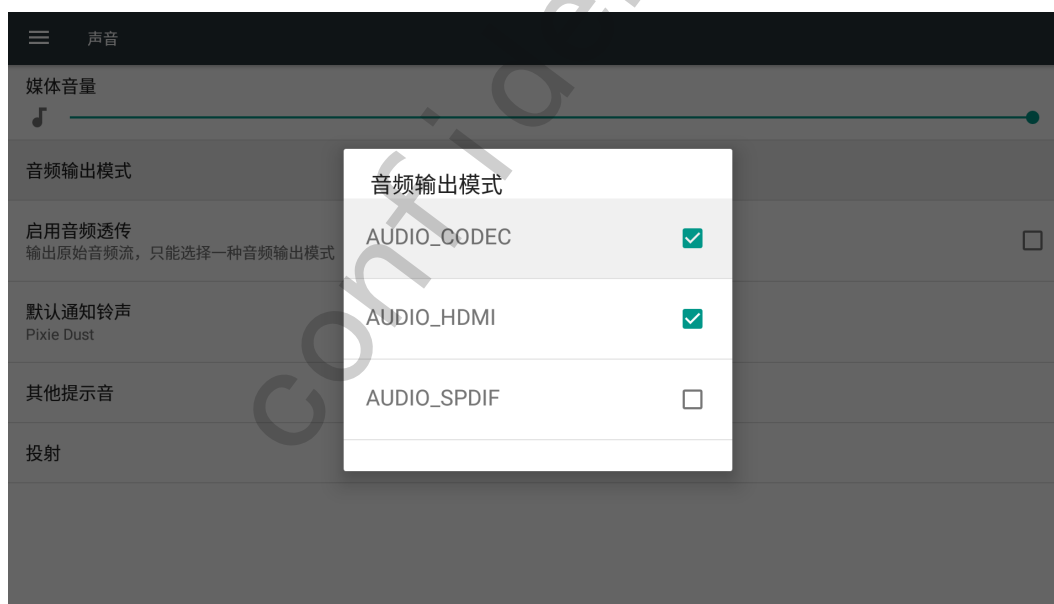 声音
媒体音量
音频输出模式
启用音频透传
输出原始音频流，只能选择一种音频输出模式
默认通知铃声
Pixie Dust
其他提示音
投射
音频输出模式
AUDIO_CODEC
AUDIO_HDMI
AUDIO_SPDIF
confide